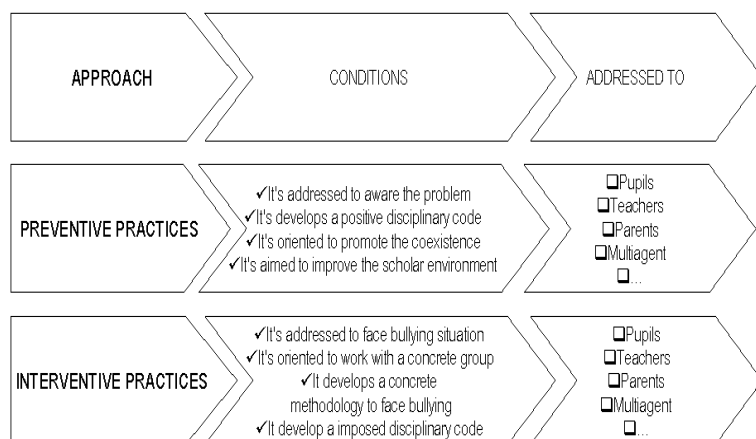 APPROACH
CONDITIONS
ADDRESSED TO
PREVENTIVE PRACTICES
✓It's addressed to aware the problem
✓It's develops a positive disciplinary code
✓It's oriented to promote the coexistence
✓It's aimed to improve the scholar environment
❑Pupils
❑Teachers
❑Parents
❑Multiagent
❑...
INTERVENTIVE PRACTICES
✓It's addressed to face bullying situation
✓It's oriented to work with a concrete group
✓It develops a concrete
methodology to face bullying
✓It develop a imposed disciplinary code
❑Pupils
❑Teachers
❑Parents
❑Multiagent
❑...